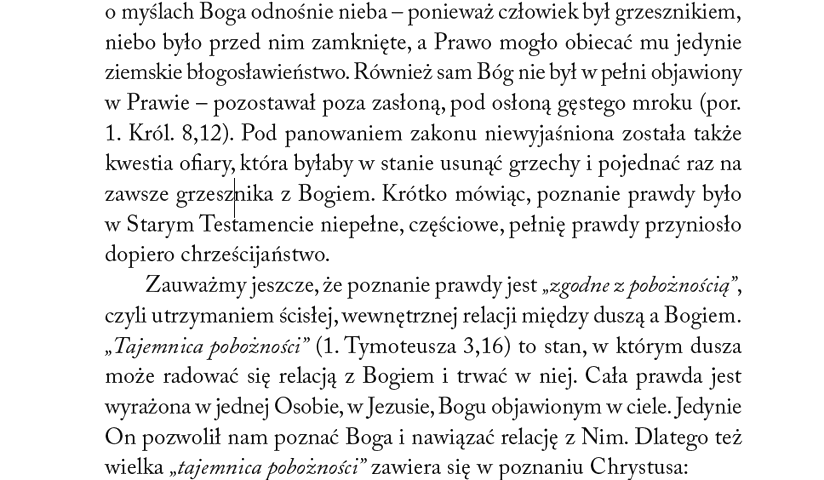 o myślach Boga odnośnie nieba – ponieważ człowiek był grzesznikiem,
niebo było przed nim zamknięte, a Prawo mogło obiecać mu jedynie
ziemskie błogosławieństwo. Również sam Bóg nie był w pełni objawiony
w Prawie – pozostawał poza zasłoną, pod osłoną gęstego mroku (por.
1. Król. 8,12). Pod panowaniem zakonu niewyjaśniona została także
kwestia ofiary, która byłaby w stanie usunąć grzechy i pojednać raz na
zawsze grzesznika z Bogiem. Krótko mówiąc, poznanie prawdy było
w Starym Testamencie niepełne, częściowe, pełnię prawdy przyniosło
dopiero chrześcijaństwo.
Zauważmy jeszcze, że poznanie prawdy jest „zgodne z pobożnością”,
czyli utrzymaniem ścisłej, wewnętrznej relacji między duszą a Bogiem.
„Tajemnica pobożności” (1. Tymoteusza 3,16) to stan, w którym dusza
może radować się relacją z Bogiem i trwać w niej. Cała prawda jest
wyrażona w jednej Osobie, w Jezusie, Bogu objawionym w ciele. Jedynie
On pozwolił nam poznać Boga i nawiązać relację z Nim. Dlatego też
wielka „tajemnica pobożności” zawiera się w poznaniu Chrystusa: